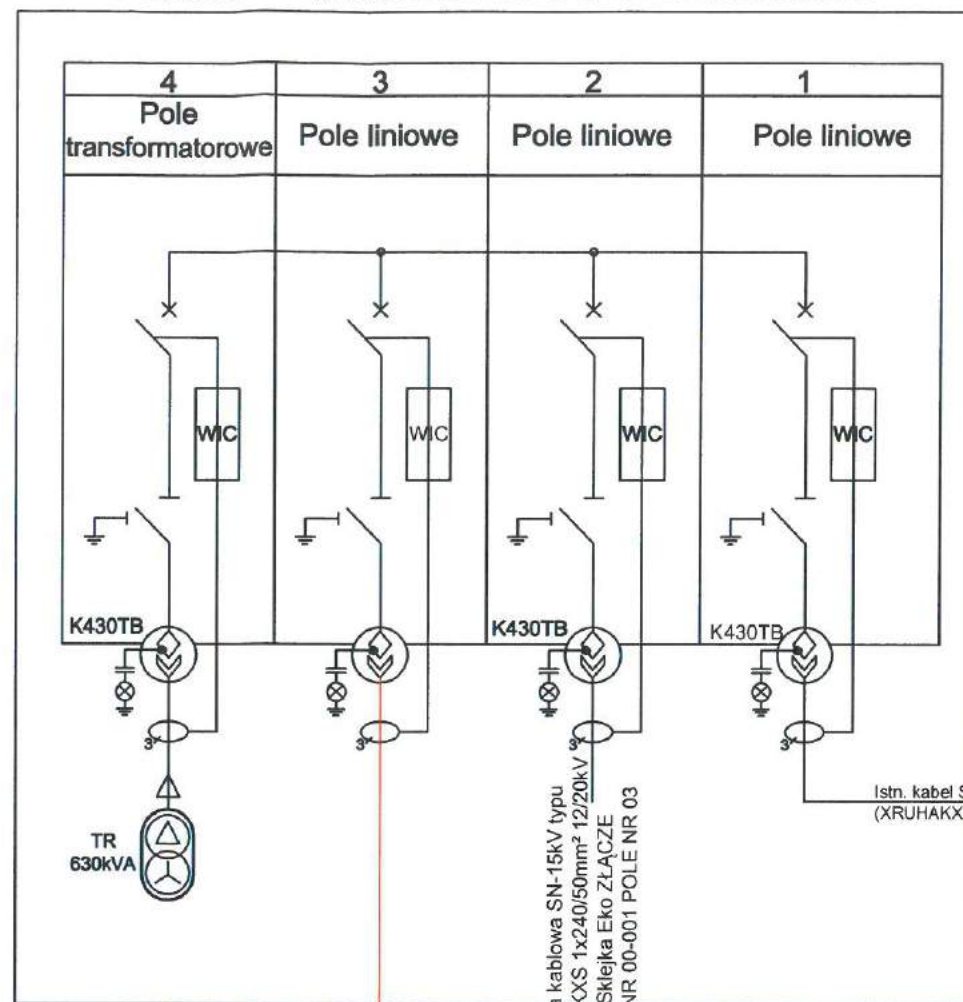 4
3
2
1
Pole
transformatorowe
Pole liniowe
Pole liniowe
Pole liniowe
WIC
WIC
WIC
WIC
K430TB
K430TB
K430TB
3
3
3
3
TR
630kVA
kablowa SN-15kV typu
1x240/50mm² 12/20kV
Sklejka Eko ZŁĄCZE
NR 00-001 POLE NR 03
Istn. kabel